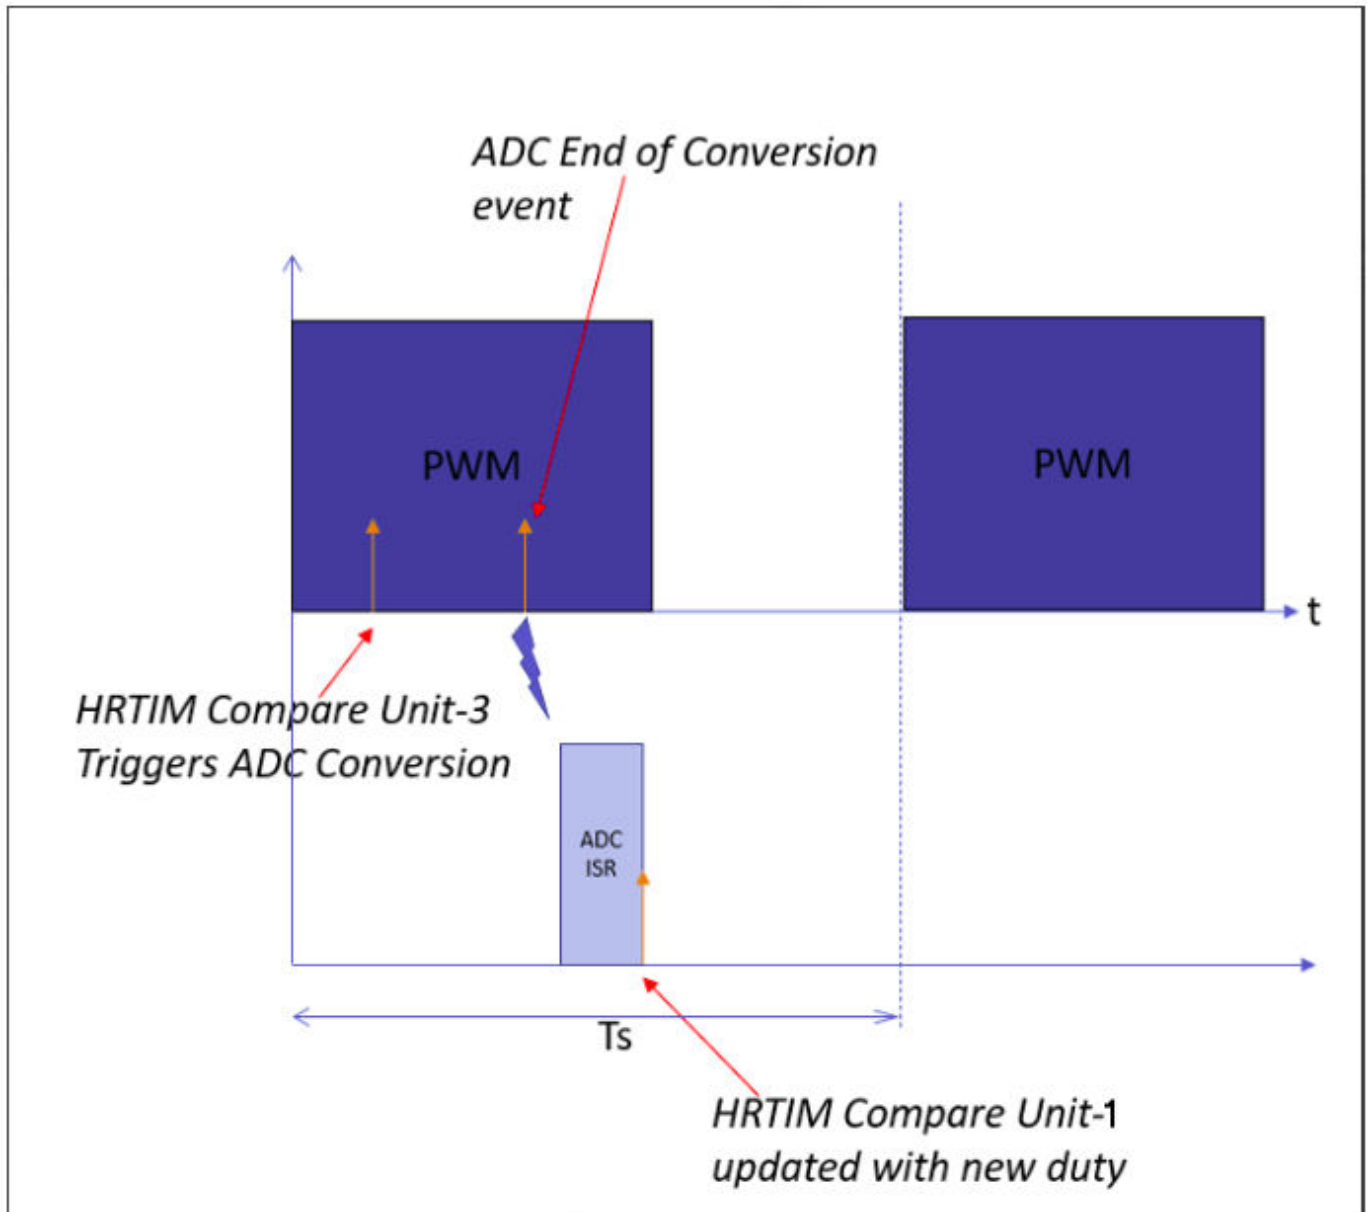 ADC End of Conversion
event
PWM
PWM
t
HRTIM Compare Unit-3
Triggers ADC Conversion
ADC
ISR
Ts
HRTIM Compare Unit-1
updated with new duty